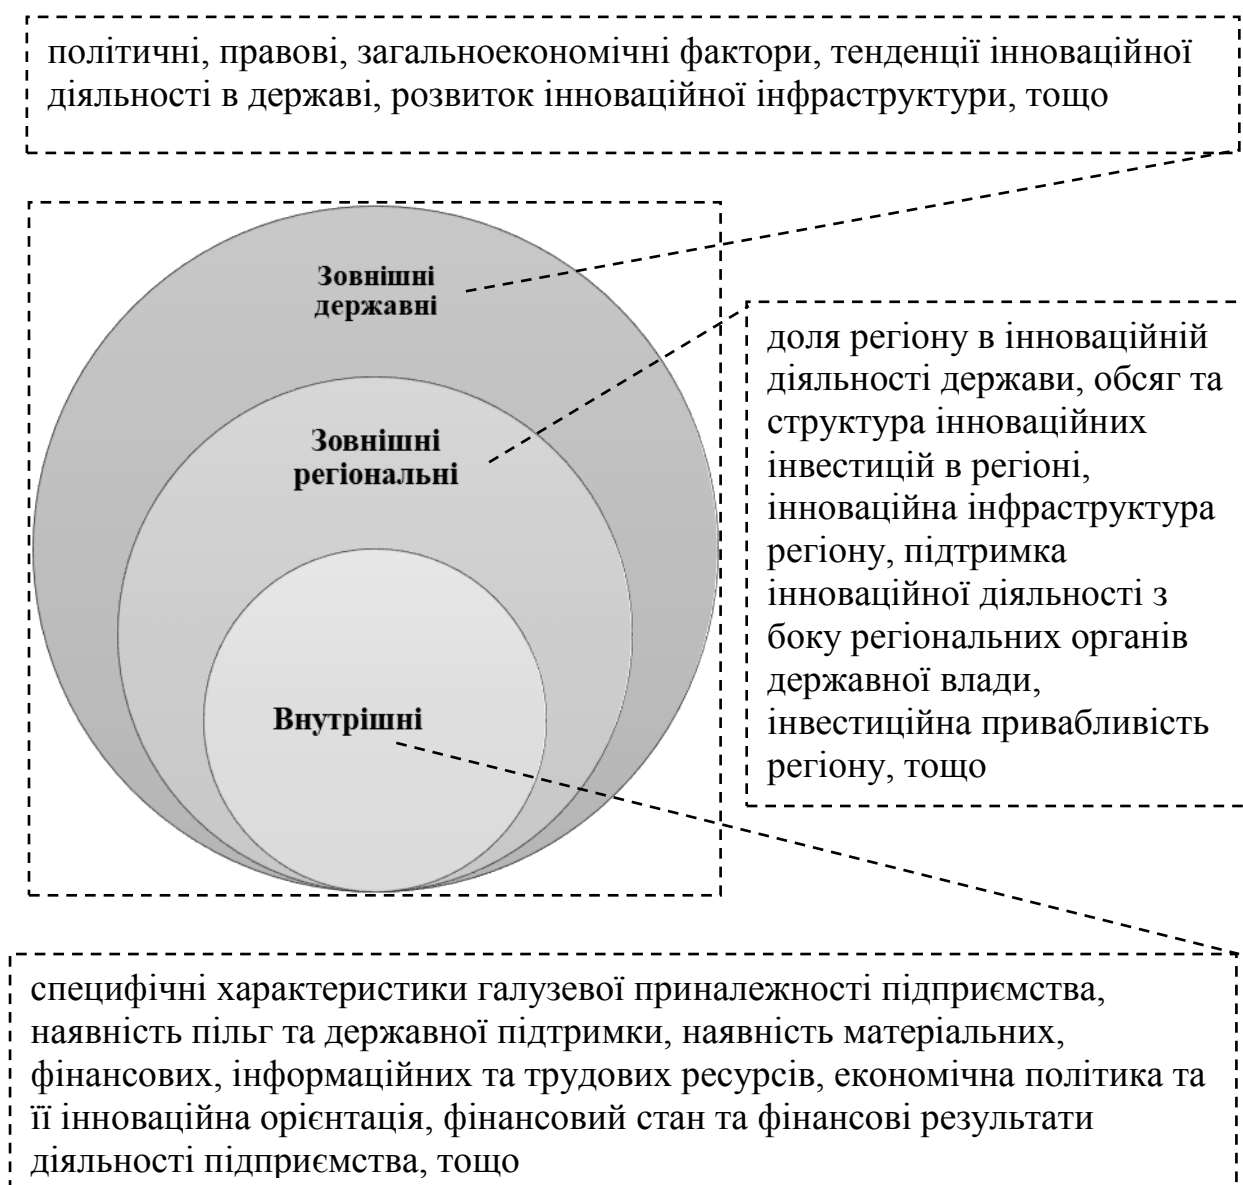 політичні, правові, загальноекономічні фактори, тенденції інноваційної
діяльності в державі, розвиток інноваційної інфраструктури, тощо
Зовнішні
державні
Зовнішні
регіональні
Внутрішні
доля регіону в інноваційній
діяльності держави, обсяг та
структура інноваційних
інвестицій в регіоні,
інноваційна інфраструктура
регіону, підтримка
інноваційної діяльності з
боку регіональних органів
державної влади,
інвестиційна привабливість
регіону, тощо
специфічні характеристики галузевої приналежності підприємства,
наявність пільг та державної підтримки, наявність матеріальних,
фінансових, інформаційних та трудових ресурсів, економічна політика та
її інноваційна орієнтація, фінансовий стан та фінансові результати
діяльності підприємства, тощо